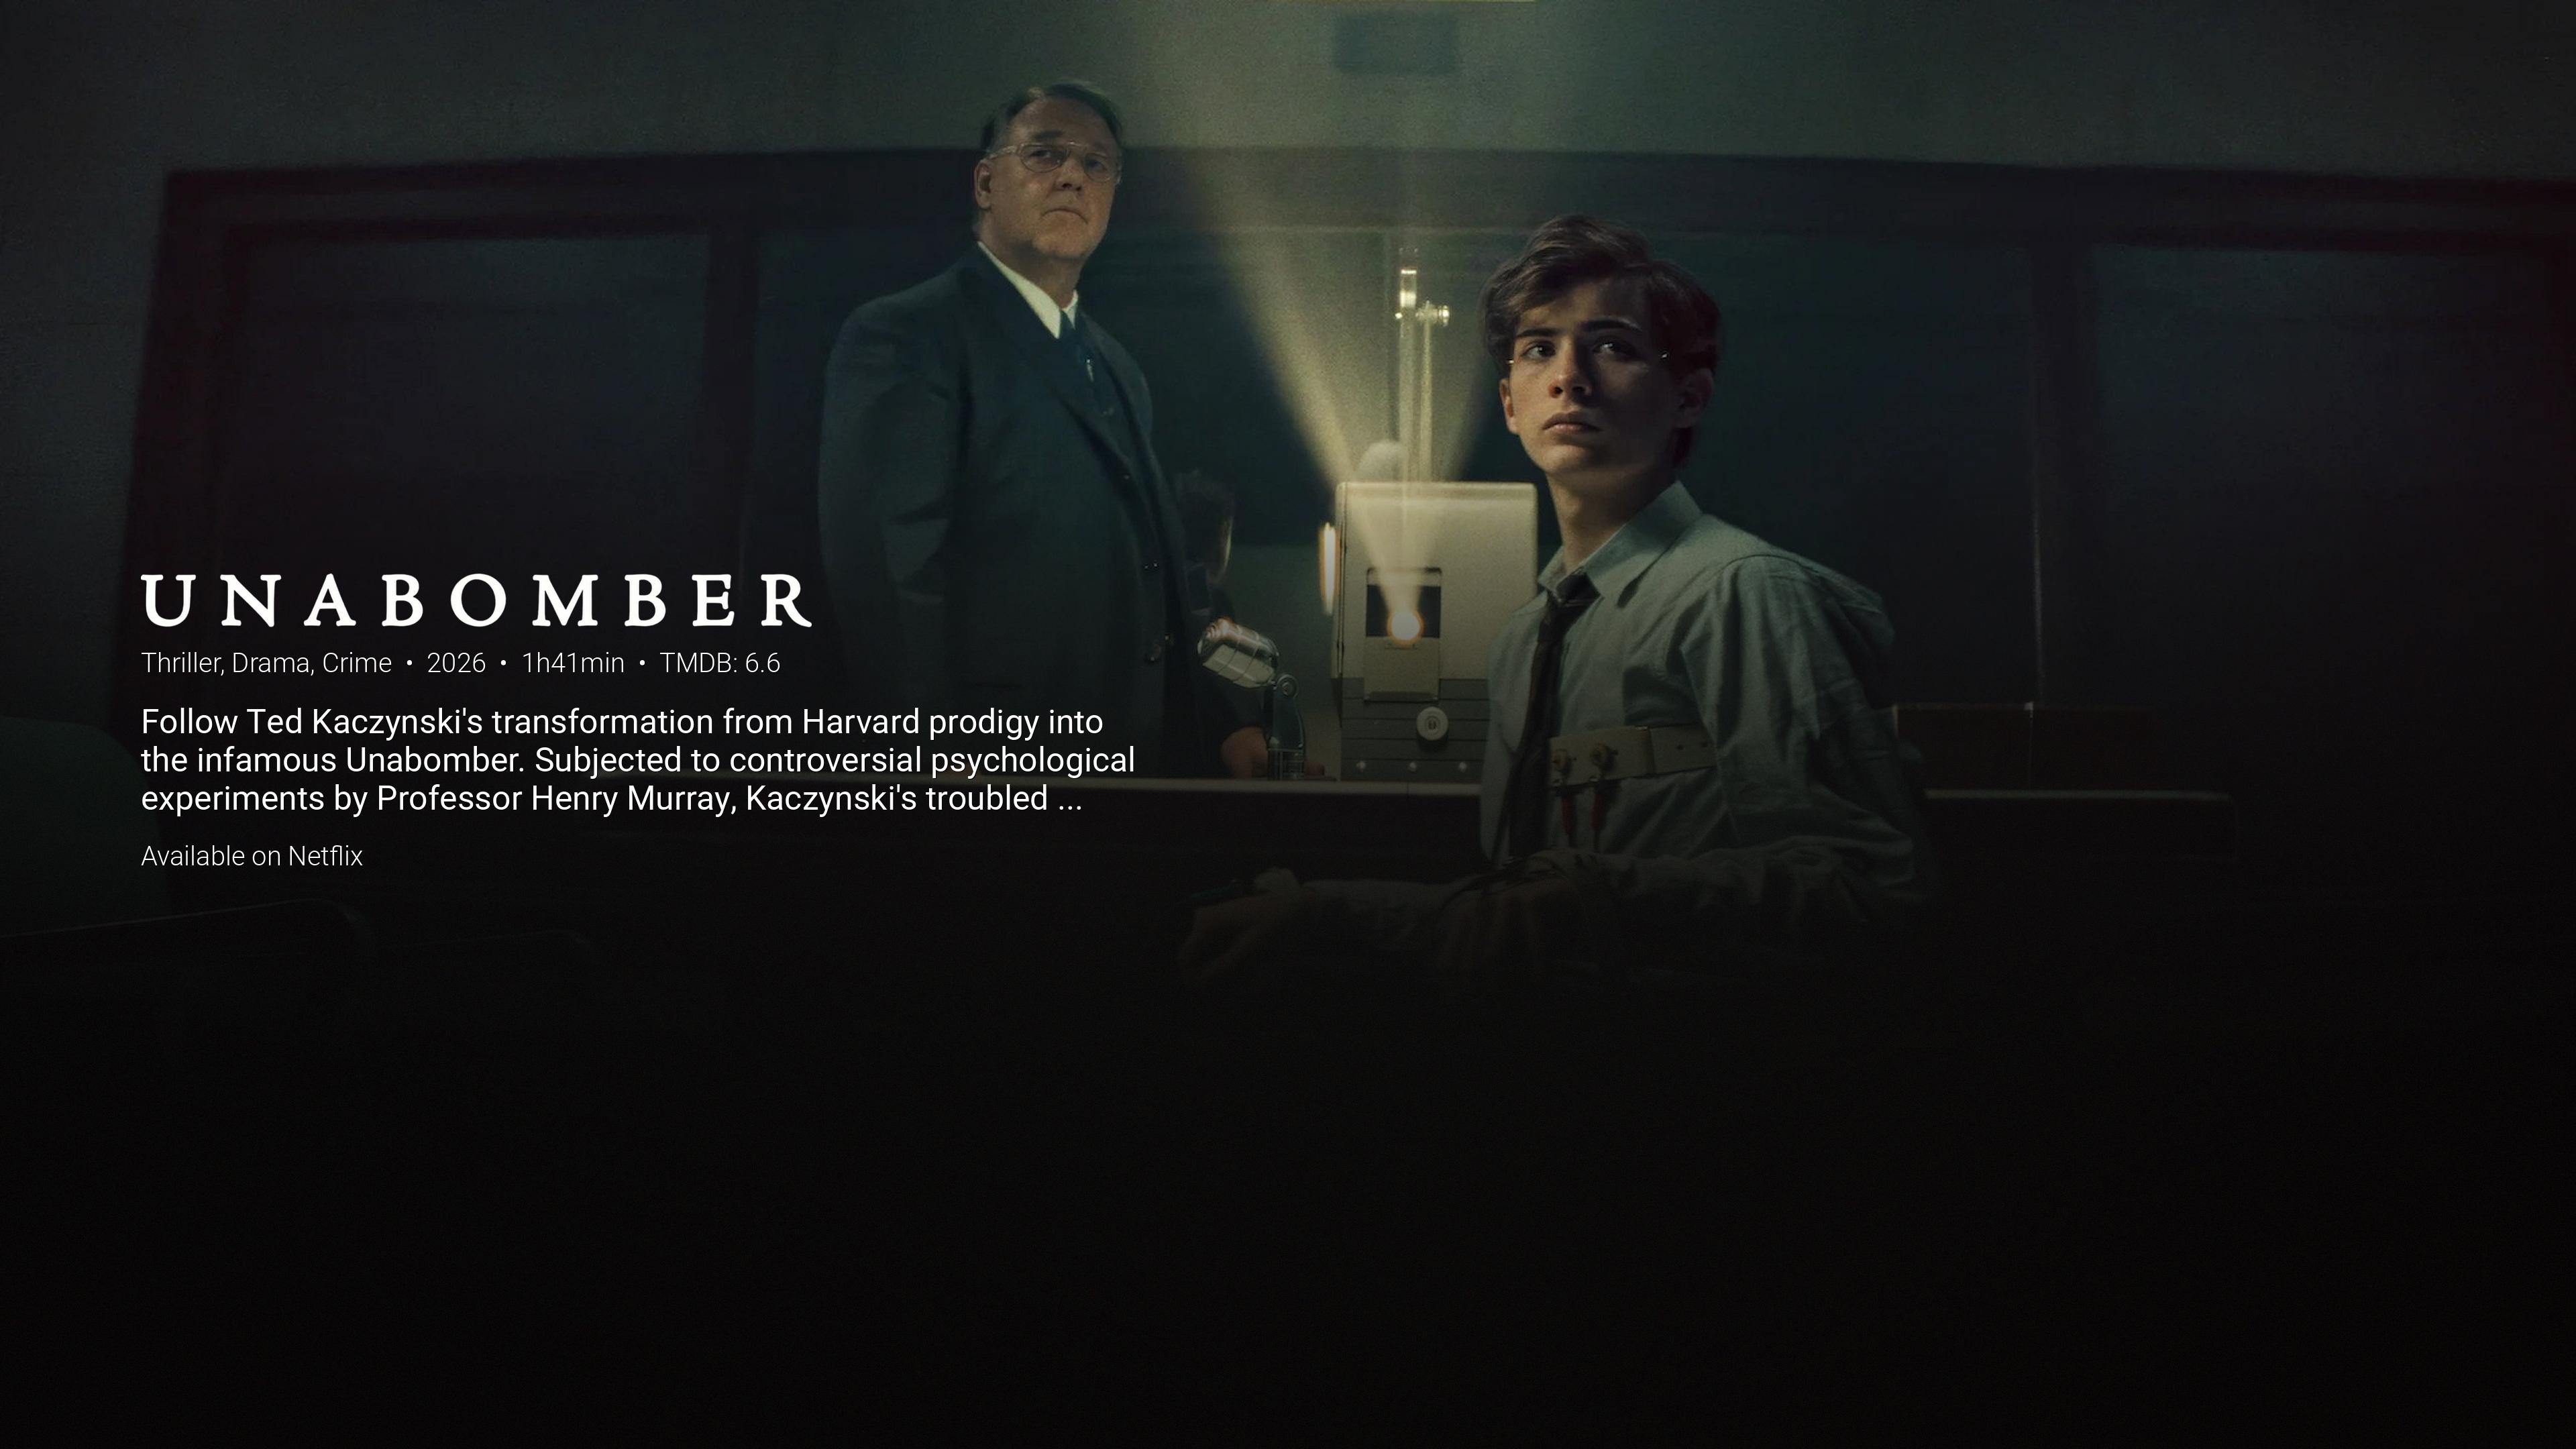 UNABOMBER
Thriller, Drama, Crime • 2026 • 1h41min • TMDB: 6.6
Follow Ted Kaczynski's transformation from Harvard prodigy into
the infamous Unabomber. Subjected to controversial psychological
experiments by Professor Henry Murray, Kaczynski's troubled ...
Available on Netflix